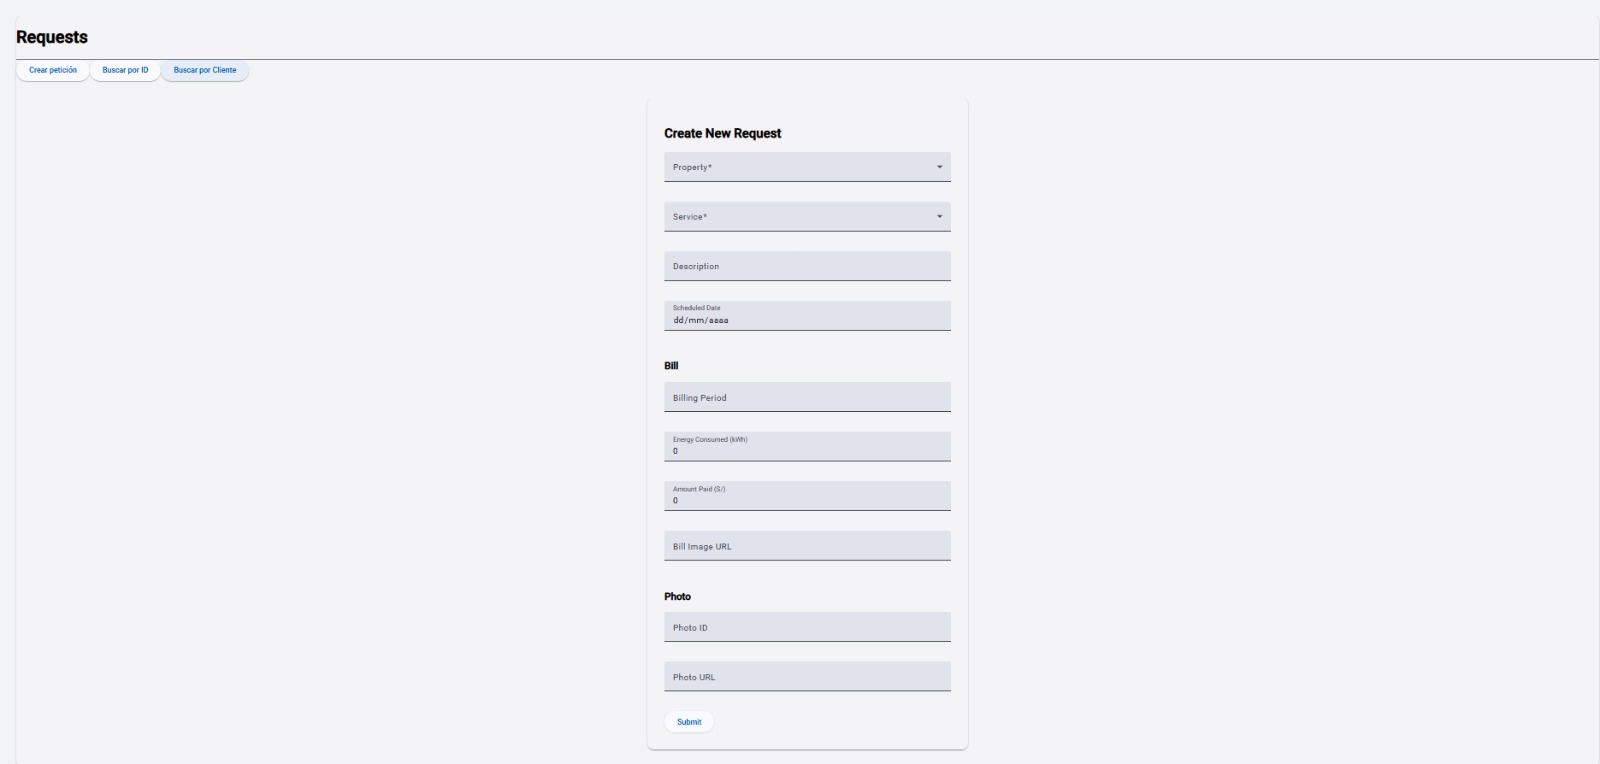 Requests
Crear petición Buscar por ID Buscar por Cliente
Create New Request
Property*
Service*
Description
Scheduled Date
dd/mm/aaaa
Bill
Billing Period
Energy Consumed (kWh)
0
Amount Paid (S/)
0
Bill Image URL
Photo
Photo ID
Photo URL
Submit